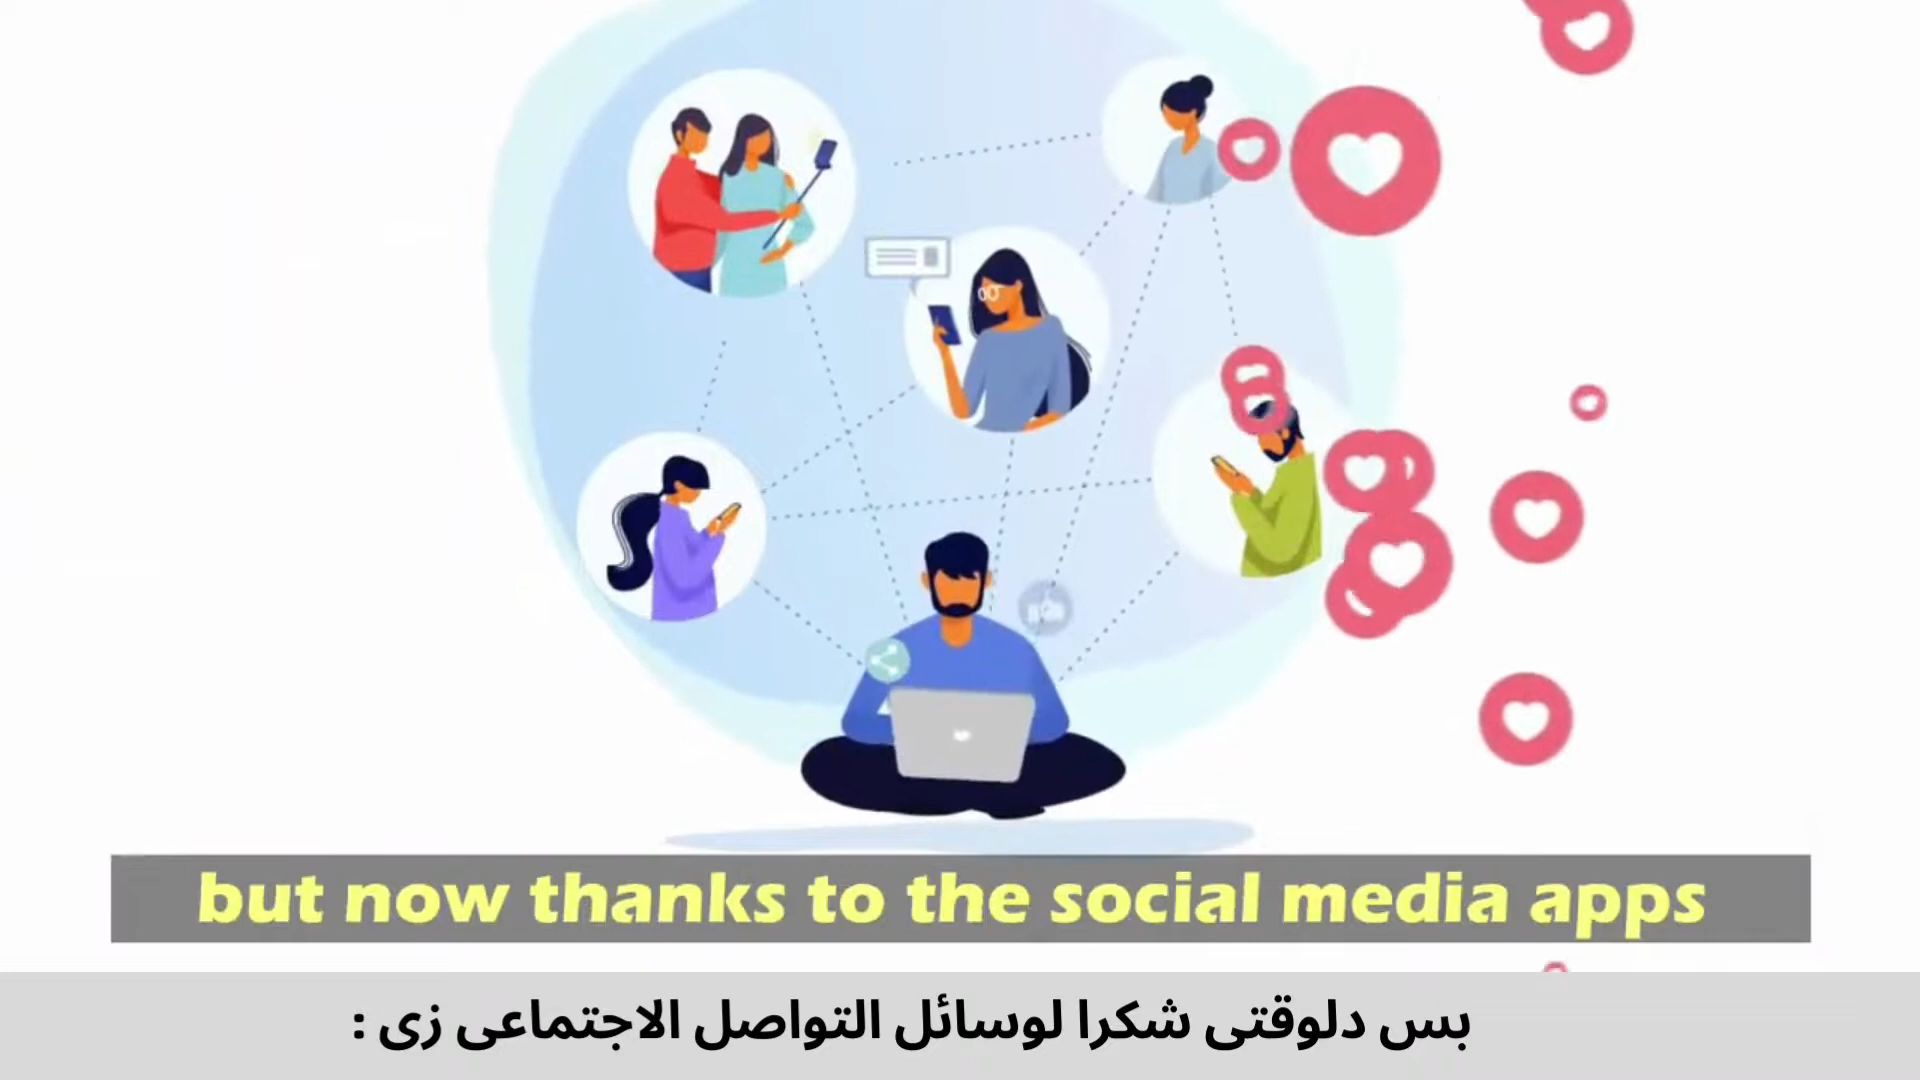 but now thanks to the social media apps
بس دلوقتى شكرا لوسائل التواصل الاجتماعى زى :